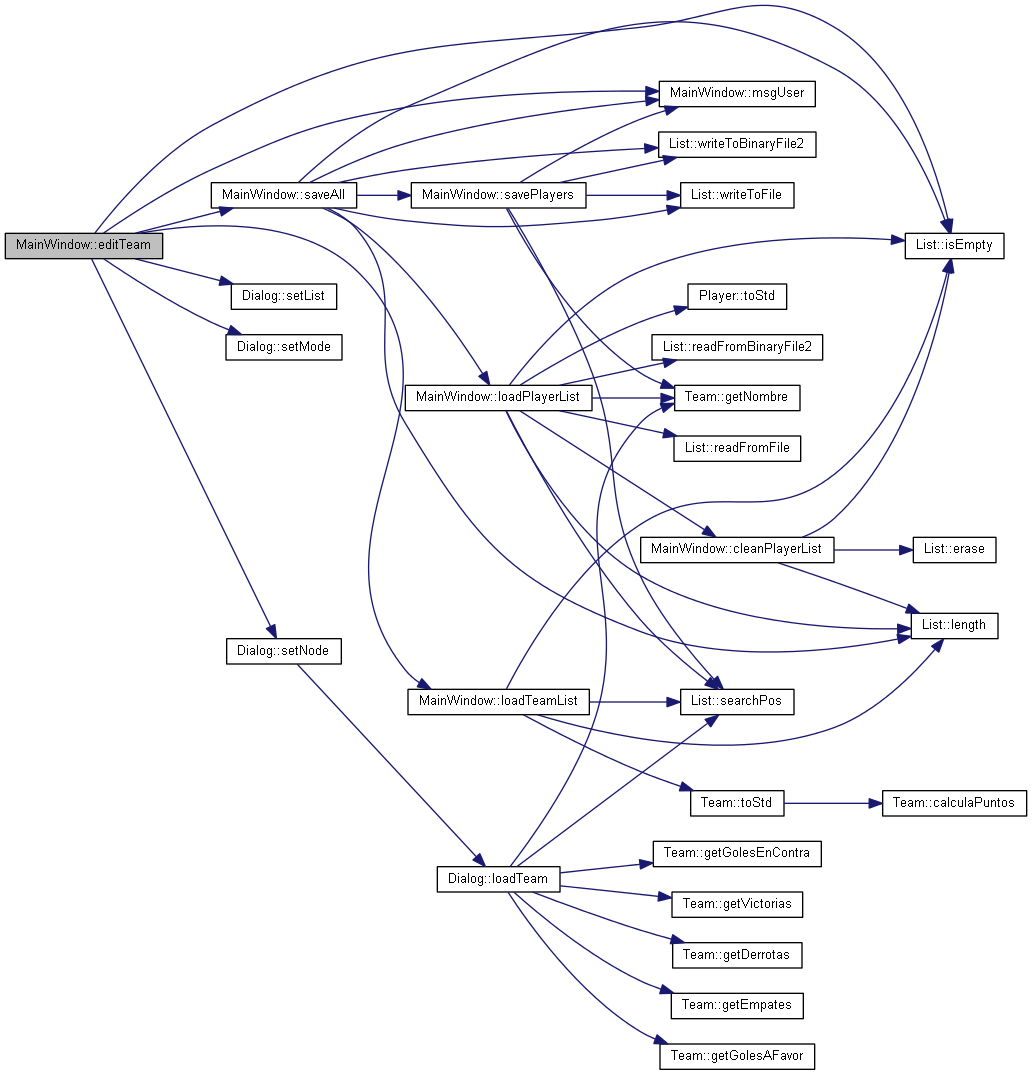 MainWindow::msgUser
List::writeToBinaryFile2
MainWindow::saveAll
MainWindow::savePlayers
List::writeToFile
MainWindow::editTeam
List::isEmpty
Dialog::setList
Player::toStd
Dialog::setMode
List::readFromBinaryFile2
MainWindow::loadPlayerList
Team::getNombre
List::readFromFile
MainWindow::cleanPlayerList
List::erase
List::length
Dialog::setNode
MainWindow::loadTeamList
List::searchPos
Team::toStd
Team::calculaPuntos
Team::getGolesEnContra
Dialog::loadTeam
Team::getVictorias
Team::getDerrotas
Team::getEmpates
Team::getGolesAFavor